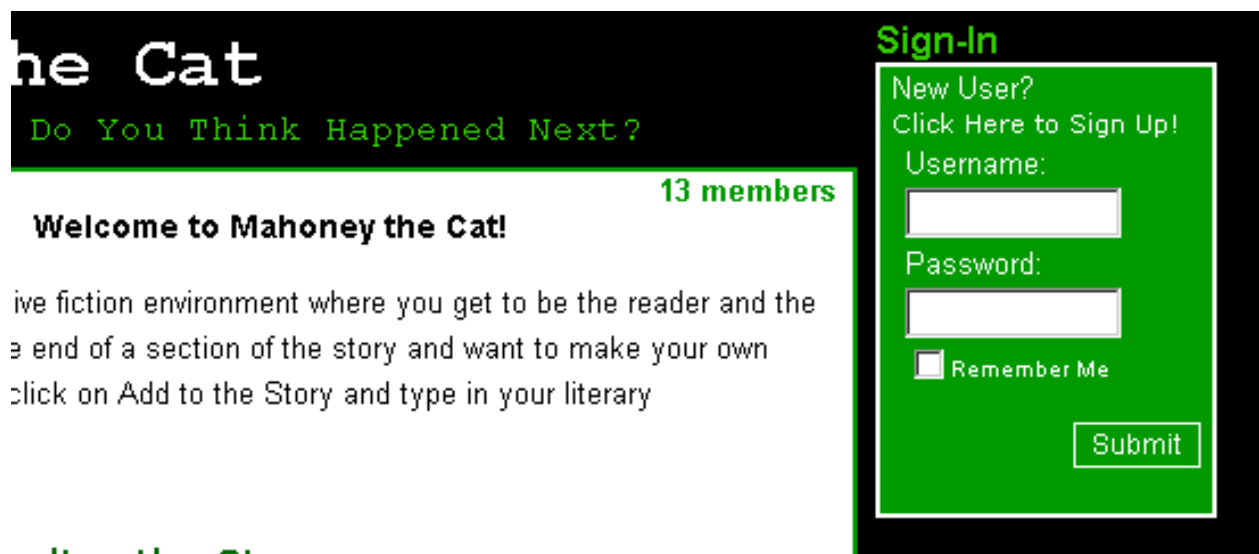 he Cat
Do You Think Happened Next?
13 members
Welcome to Mahoney the Cat!
ive fiction environment where you get to be the reader and the
e end of a section of the story and want to make your own
click on Add to the Story and type in your literary
Sign-In
New User?
Click Here to Sign Up!
Username:
Password:
Remember Me
Submit